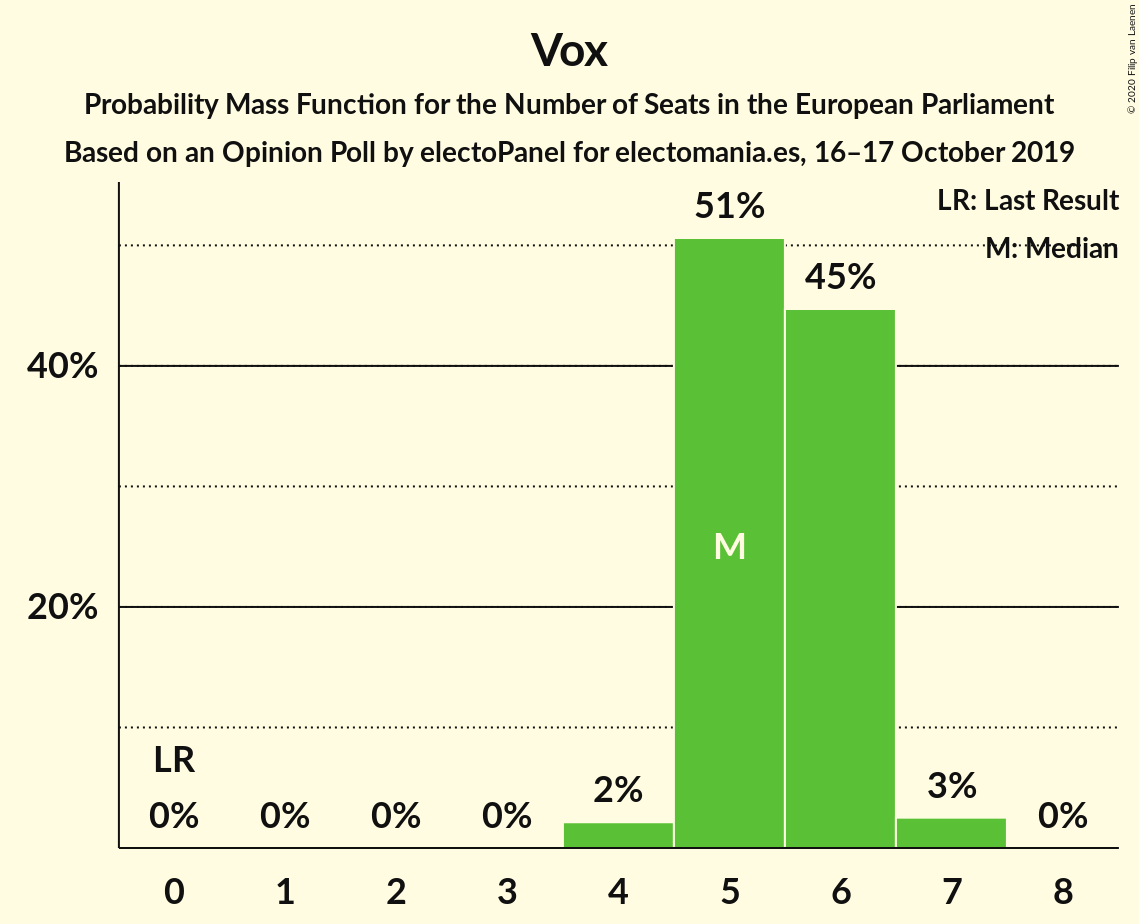 Vox
Probability Mass Function for the Number of Seats in the European Parliament
Based on an Opinion Poll by electoPanel for electomania.es, 16–17 October 2019
© 2020 Filip van Laenen
LR: Last Result
M: Median
51%
45%
40%
M
20%
LR
0% 0% 0% 0% 2% 3% 0%
0 1 2 3 4 5 6 7 8